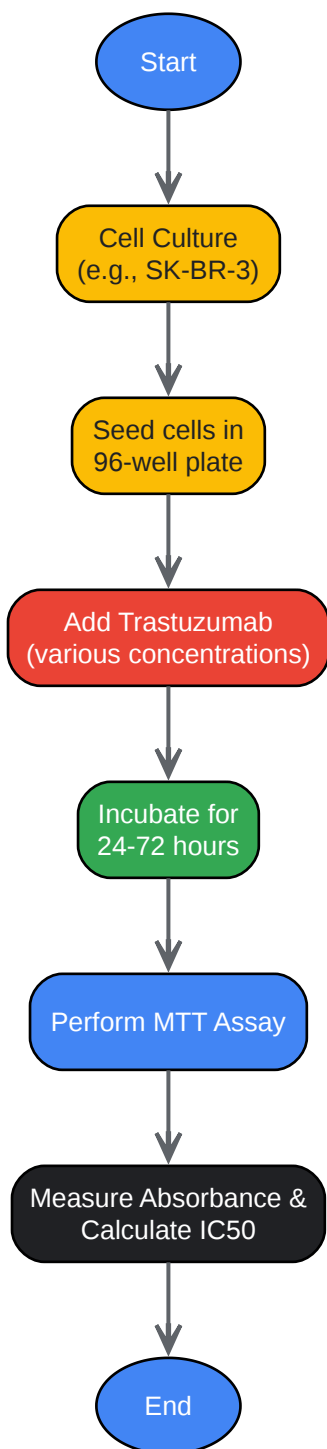 Start
Cell Culture
(e.g., SK-BR-3)
Seed cells in
96-well plate
Add Trastuzumab
(various concentrations)
Incubate for
24-72 hours
Perform MTT Assay
Measure Absorbance &
Calculate IC50
End